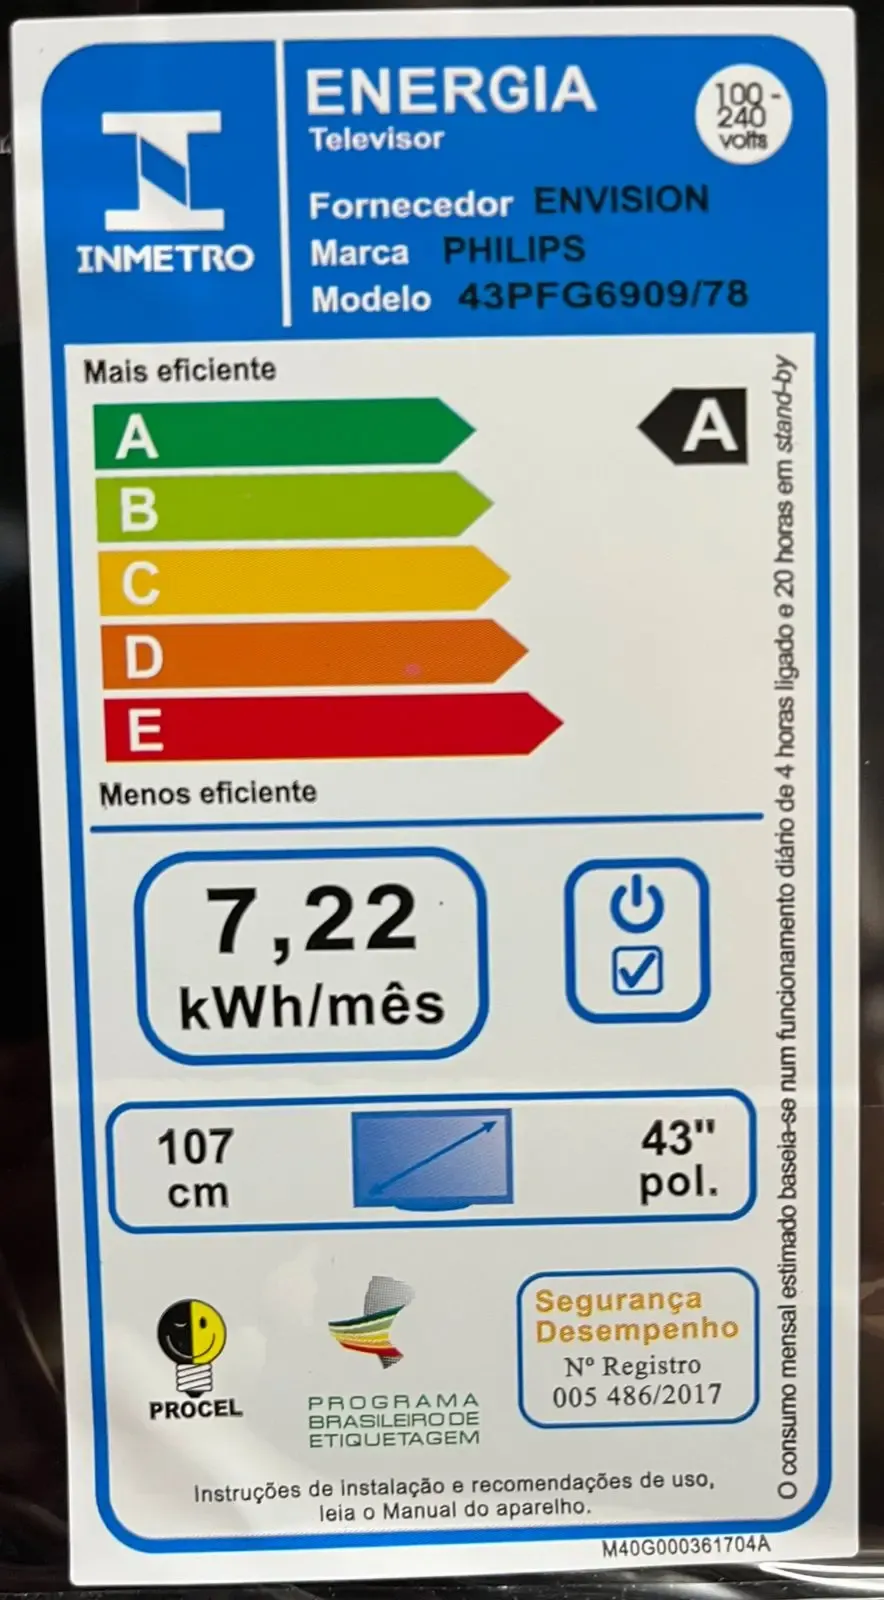 INMETRO
ENERGIA
Televisor
100 -
240
volts
Fornecedor ENVISION
Marca PHILIPS
Modelo 43PFG6909/78
Mais eficiente
A
A
B
C
D
E
Menos eficiente
7,22
kWh/mês
107
cm
43"
pol.
PROCEL
PROGRAMA
BRASILEIRO DE
ETIQUETAGEM
Segurança
Desempenho
Nº Registro
005 486/2017
Instruções de instalação e recomendações de uso,
leia o Manual do aparelho.
M40G000361704A
O consumo mensal estimado baseia-se num funcionamento diário de 4 horas ligado e 20 horas em stand-by